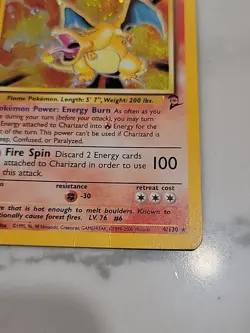 Flame Pokémon. Length: 5' 7", Weight: 200 lbs.
Pokémon Power: Energy Burn As often as you
during your turn (before your attack), you may turn
Energy attached to Charizard into Energy for the
of the turn. This power can't be used if Charizard is
eep, Confused, or Paralyzed.
Fire Spin Discard 2 Energy cards
attached to Charizard in order to use
this attack.
100
resistance
retreat cost
-30
re that is hot enough to melt boulders. Known to
tionally cause forest fires. LV. 76 #6
4/130